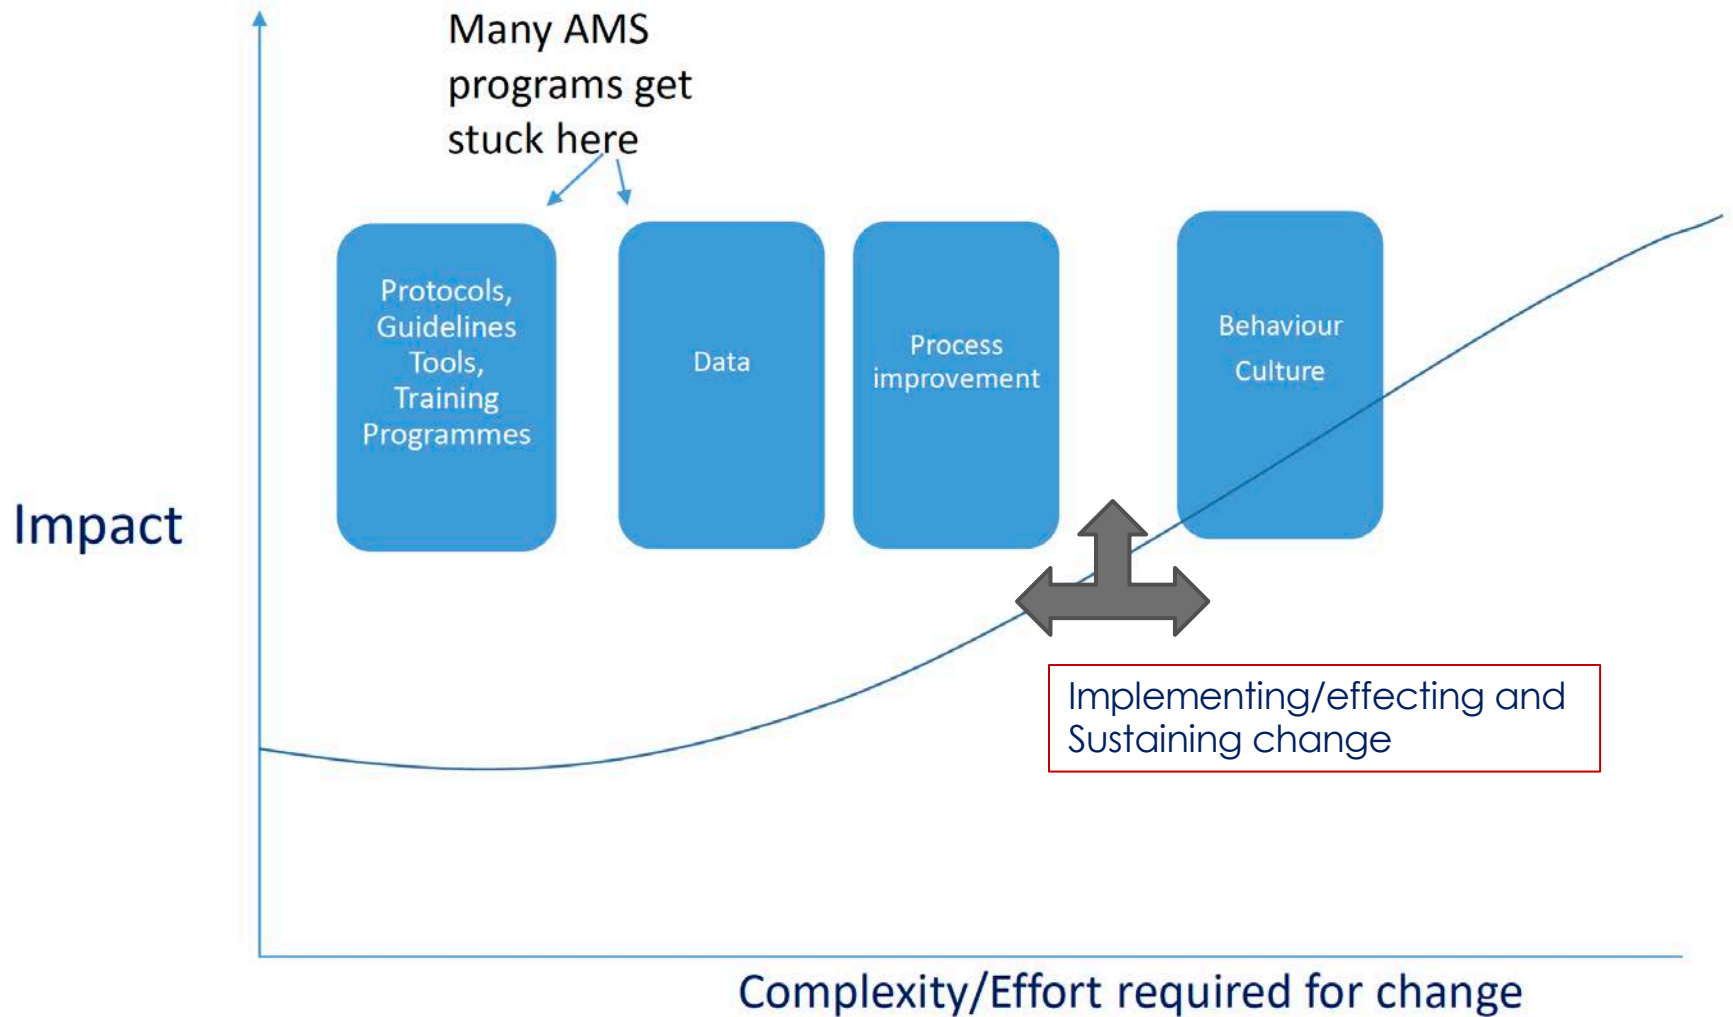 Many AMS
programs get
stuck here
Protocols,
Guidelines
Tools,
Training
Programmes
Data
Process
improvement
Behaviour
Culture
Impact
Implementing/effecting and
Sustaining change
Complexity/Effort required for change